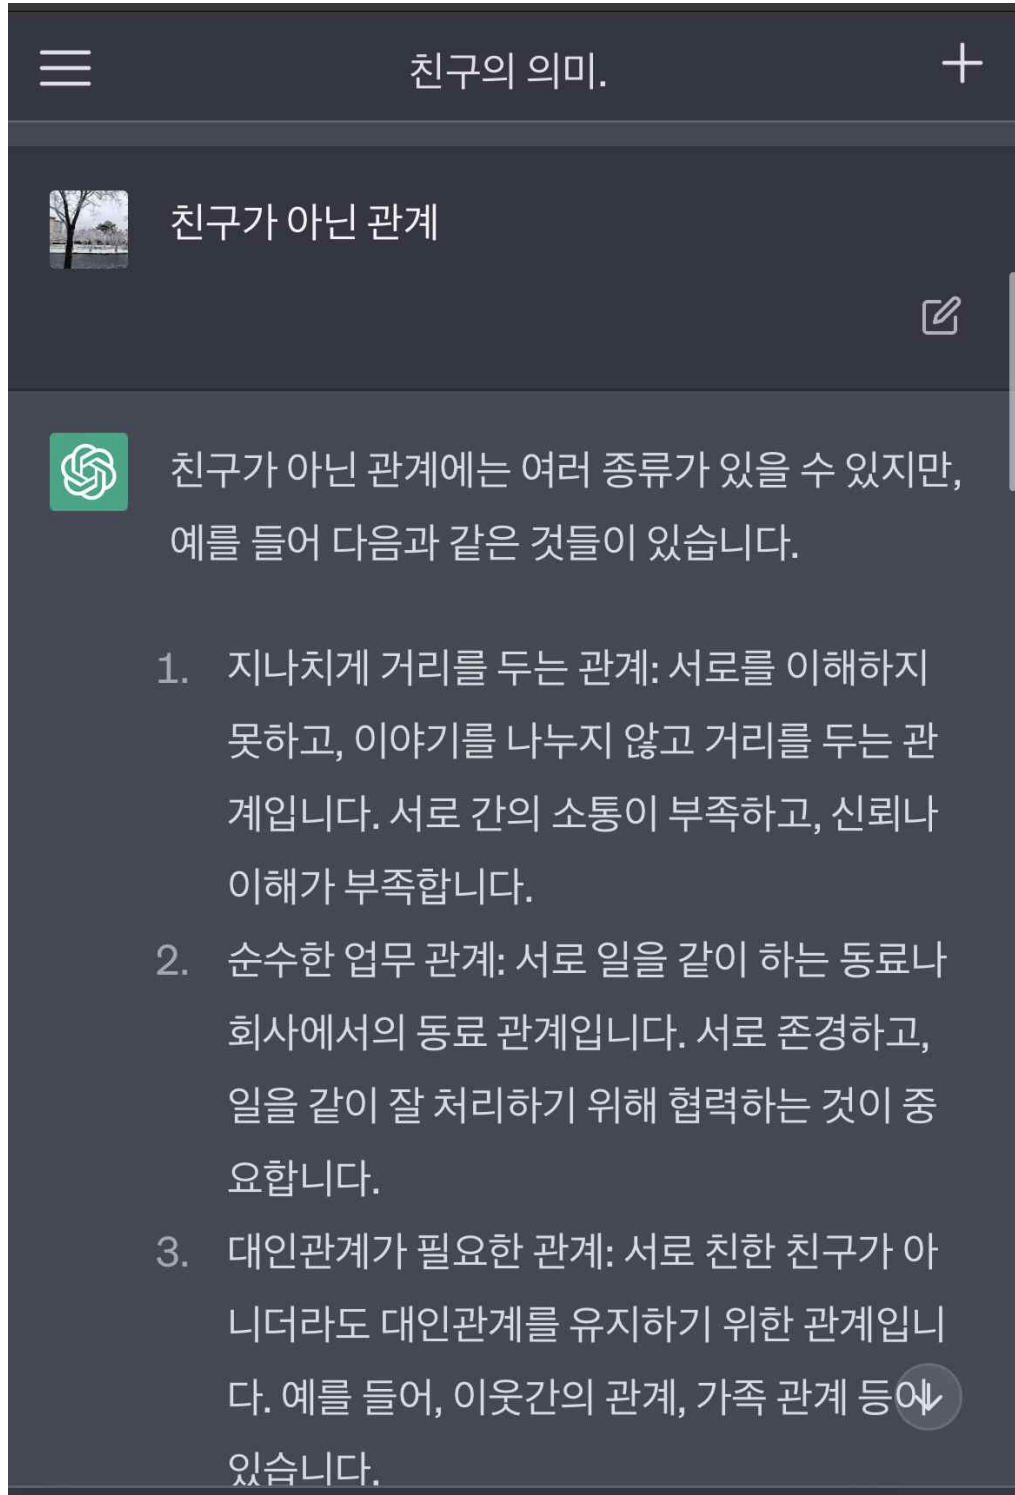 친구의 의미.
친구가 아닌 관계
친구가 아닌 관계에는 여러 종류가 있을 수 있지만,
예를 들어 다음과 같은 것들이 있습니다.
1. 지나치게 거리를 두는 관계: 서로를 이해하지
못하고, 이야기를 나누지 않고 거리를 두는 관
계입니다. 서로 간의 소통이 부족하고, 신뢰나
이해가 부족합니다.
2. 순수한 업무 관계: 서로 일을 같이 하는 동료나
회사에서의 동료 관계입니다. 서로 존경하고,
일을 같이 잘 처리하기 위해 협력하는 것이 중
요합니다.
3. 대인관계가 필요한 관계: 서로 친한 친구가 아
니더라도 대인관계를 유지하기 위한 관계입니
다. 예를 들어, 이웃간의 관계, 가족 관계 등이
있습니다.